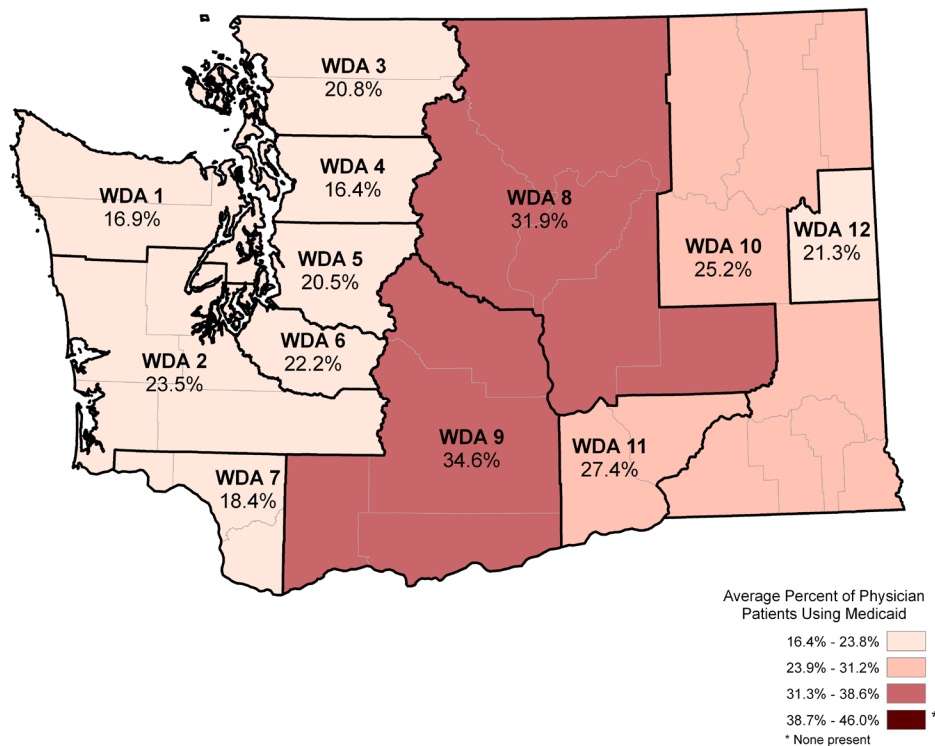 WDA 3
20.8%
WDA 4
16.4%
WDA 1
16.9%
WDA 8
31.9%
WDA 12
21.3%
WDA 10
25.2%
WDA 5
20.5%
WDA 6
22.2%
WDA 2
23.5%
WDA 9
34.6%
WDA 11
27.4%
WDA 7
18.4%
Average Percent of Physician
Patients Using Medicaid
16.4% - 23.8%
23.9% - 31.2%
31.3% - 38.6%
38.7% - 46.0% *
* None present